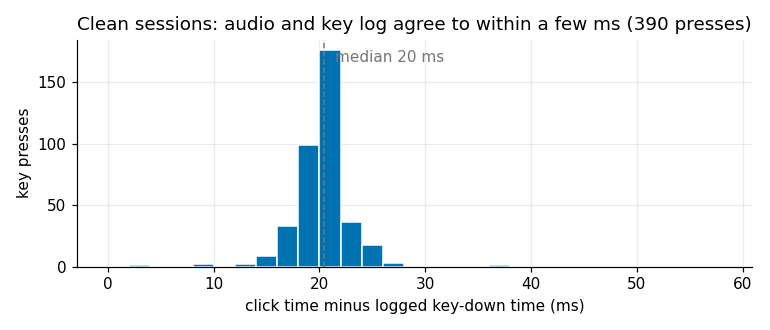 Clean sessions: audio and key log agree to within a few ms (390 presses)
median 20 ms
key presses
150
100
50
0
0 10 20 30 40 50 60
click time minus logged key-down time (ms)